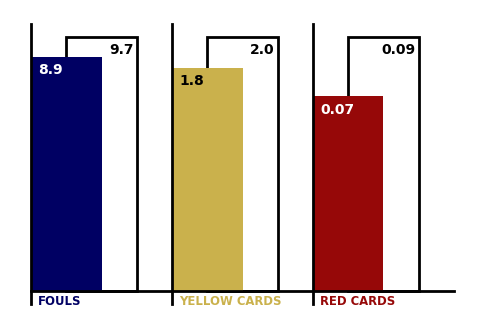 9.7
8.9
2.0
1.8
0.09
0.07
FOULS
YELLOW CARDS
RED CARDS